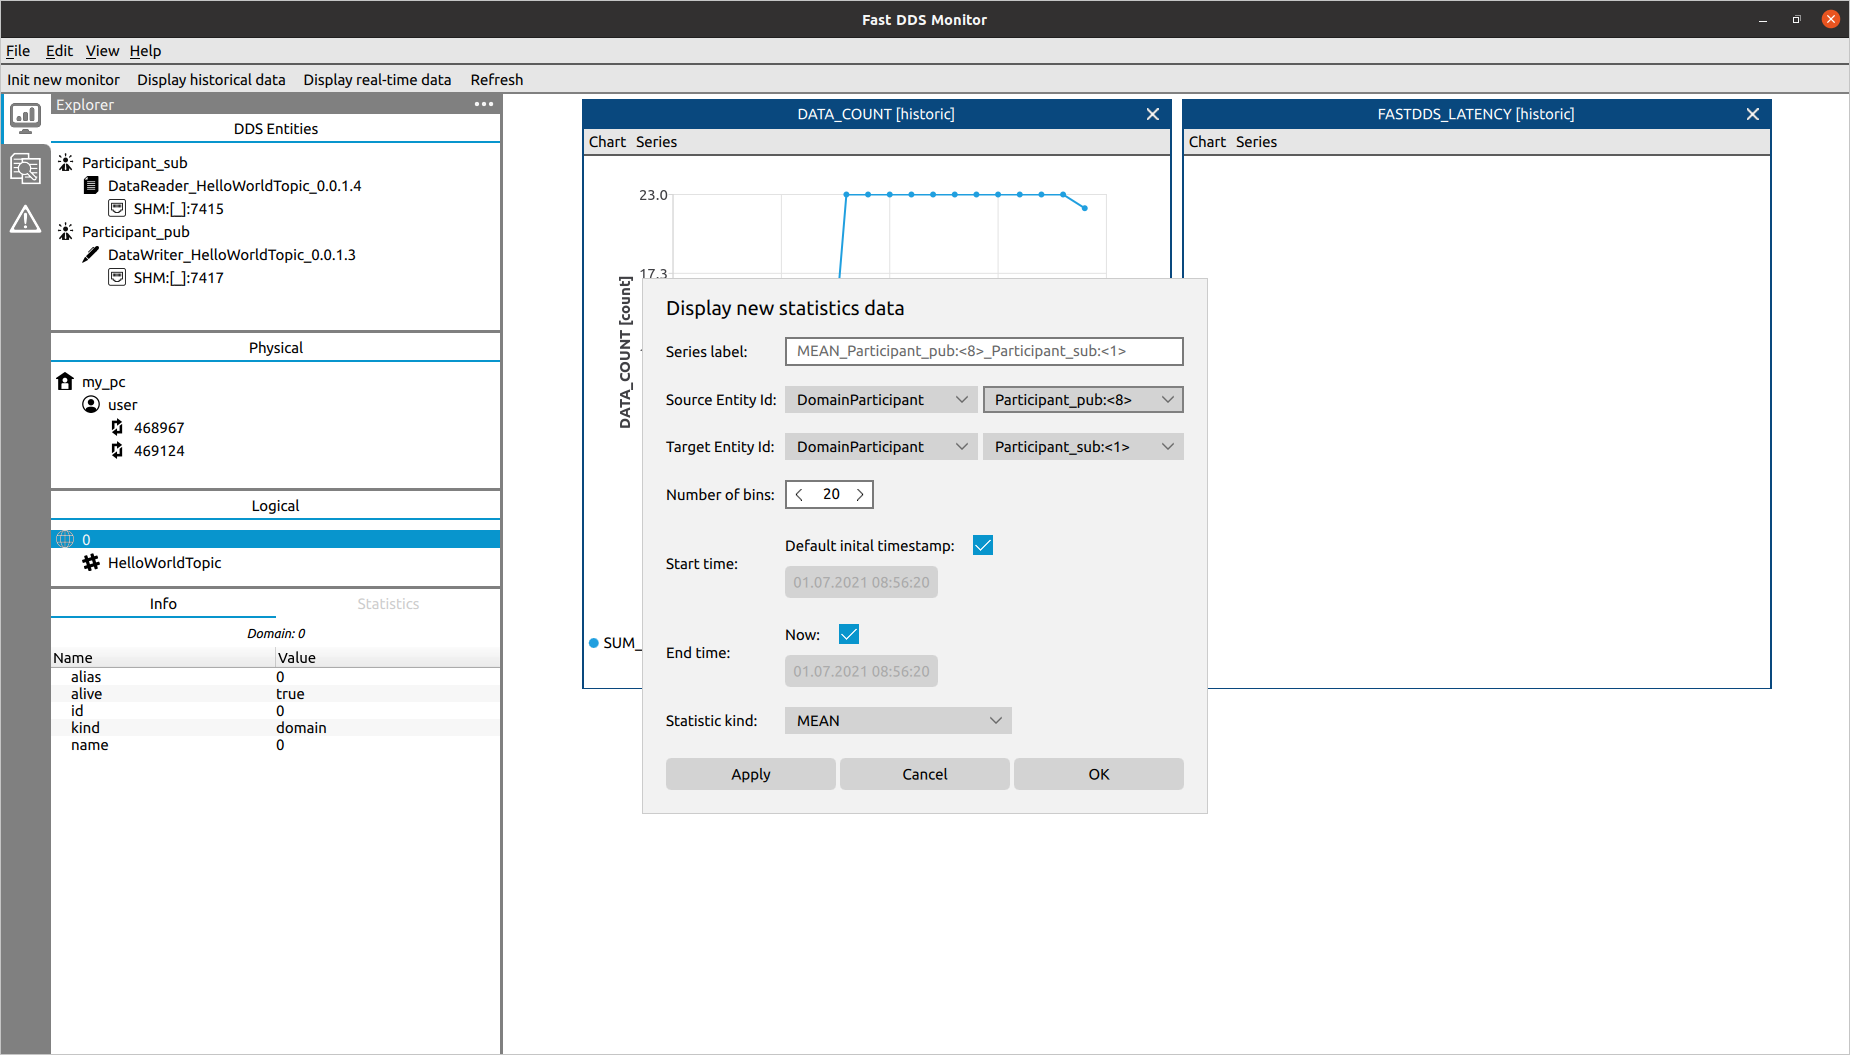 Fast DDS Monitor
File Edit View Help
Init new monitor Display historical data Display real-time data Refresh
Explorer
DDS Entities
Participant_sub
DataReader_HelloWorldTopic_0.0.1.4
SHM:[_]:7415
Participant_pub
DataWriter_HelloWorldTopic_0.0.1.3
SHM:[_]:7417
Physical
my_pc
user
468967
469124
Logical
0
HelloWorldTopic
Info Statistics
Domain: 0
Name Value
alias 0
alive true
id 0
kind domain
name 0
DATA_COUNT [historic]
Chart Series
23.0
17.3
DATA_COUNT [count]
SUM_
FASTDDS_LATENCY [historic]
Chart Series
Display new statistics data
Series label: MEAN_Participant_pub:<8>_Participant_sub:<1>
Source Entity Id: DomainParticipant Participant_pub:<8>
Target Entity Id: DomainParticipant Participant_sub:<1>
Number of bins: 20
Default inital timestamp:
Start time:
01.07.2021 08:56:20
Now:
End time:
01.07.2021 08:56:20
Statistic kind: MEAN
Apply Cancel OK